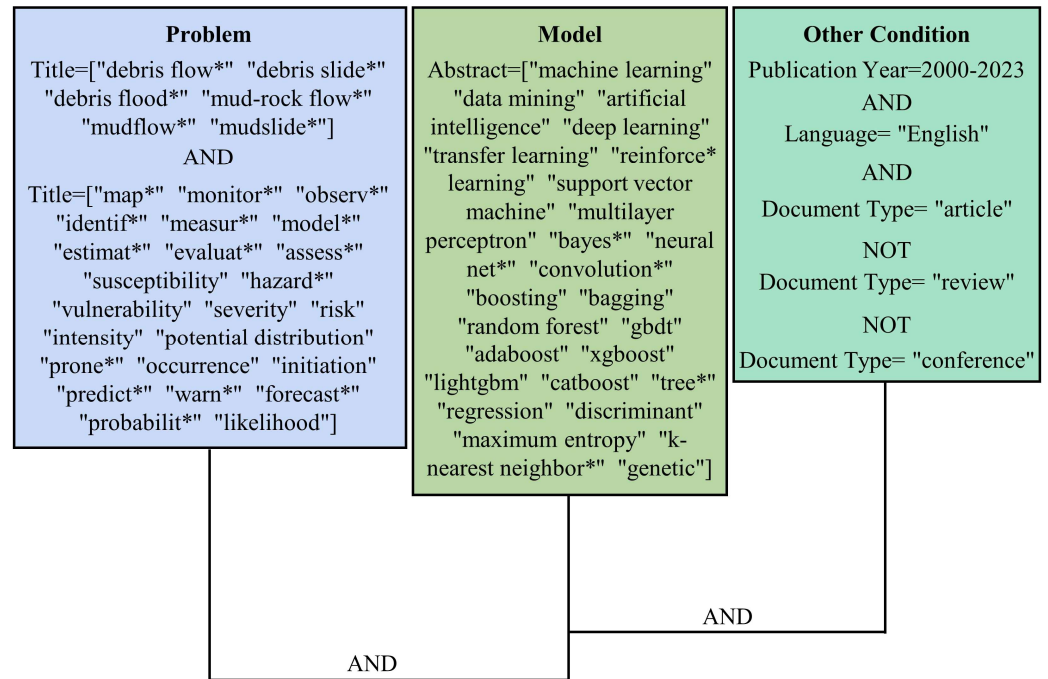 Problem
Title=["debris flow*" "debris slide*"
"debris flood*" "mud-rock flow*"
"mudflow*" "mudslide*"]
AND
Title=["map*" "monitor*" "observ*"
"identif*" "measur*" "model*"
"estimat*" "evaluat*" "assess*"
"susceptibility" "hazard*"
"vulnerability" "severity" "risk"
"intensity" "potential distribution"
"prone*" "occurrence" "initiation"
"predict*" "warn*" "forecast*"
"probabilit*" "likelihood"]
Model
Abstract=["machine learning"
"data mining" "artificial
intelligence" "deep learning"
"transfer learning" "reinforce*
learning" "support vector
machine" "multilayer
perceptron" "bayes*" "neural
net*" "convolution*"
"boosting" "bagging"
"random forest" "gbdt"
"adaboost" "xgboost"
"lightgbm" "catboost" "tree*"
"regression" "discriminant"
"maximum entropy" "k-
nearest neighbor*" "genetic"]
Other Condition
Publication Year=2000-2023
AND
Language= "English"
AND
Document Type= "article"
NOT
Document Type= "review"
NOT
Document Type= "conference"
AND
AND